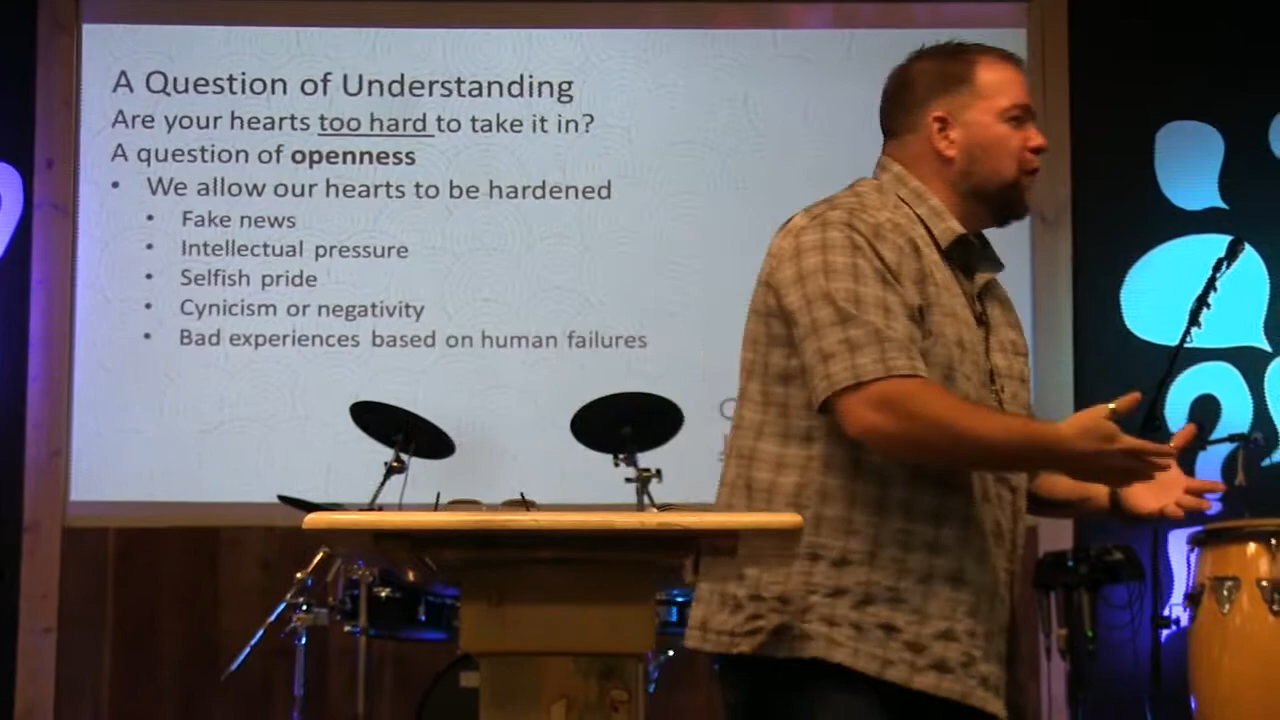 A Question of Understanding
Are your hearts too hard to take it in?
A question of openness
• We allow our hearts to be hardened
• Fake news
• Intellectual pressure
• Selfish pride
• Cynicism or negativity
• Bad experiences based on human failures